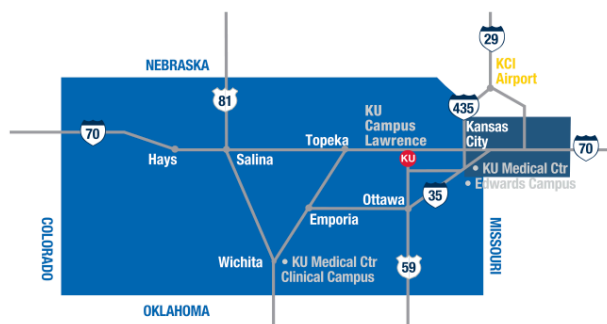 29
NEBRASKA
KCI
Airport
81
435
KU
Campus
Lawrence
Kansas
City
70
Topeka
70
Hays
Salina
KU
• KU Medical Ctr
• Edwards Campus
Ottawa
35
Emporia
COLORADO
MISSOURI
Wichita
• KU Medical Ctr
Clinical Campus
59
OKLAHOMA